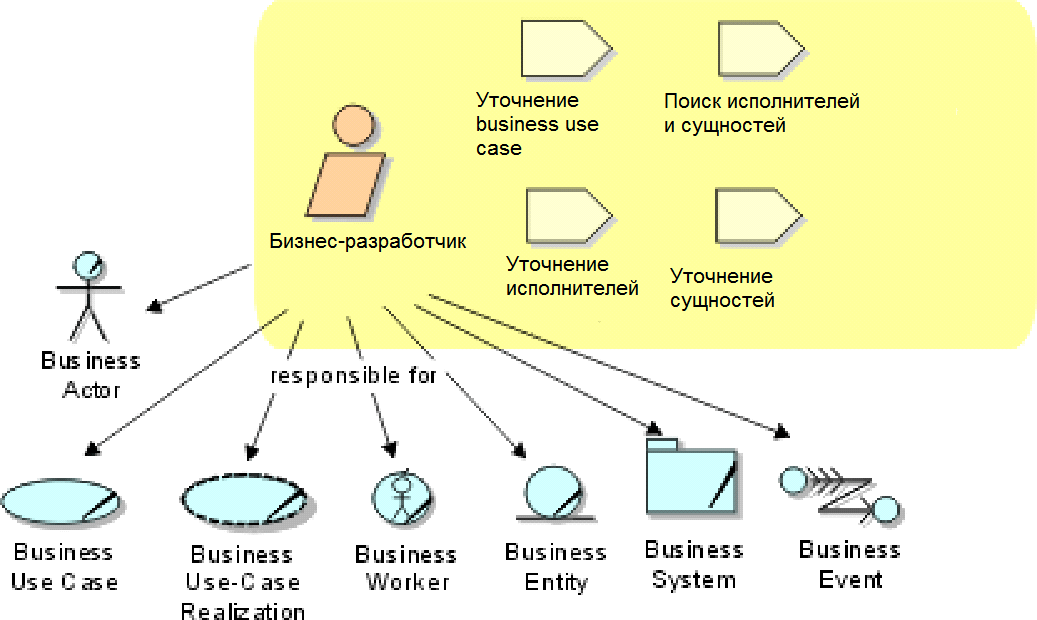 Уточнение
business use
case
Поиск исполнителей
и сущностей
Бизнес-разработчик
Уточнение
исполнителей
Уточнение
сущностей
Business
Actor
responsible for
Business
Use Case
Business
Use-Case
Realization
Business
Worker
Business
Entity
Business
System
Business
Event